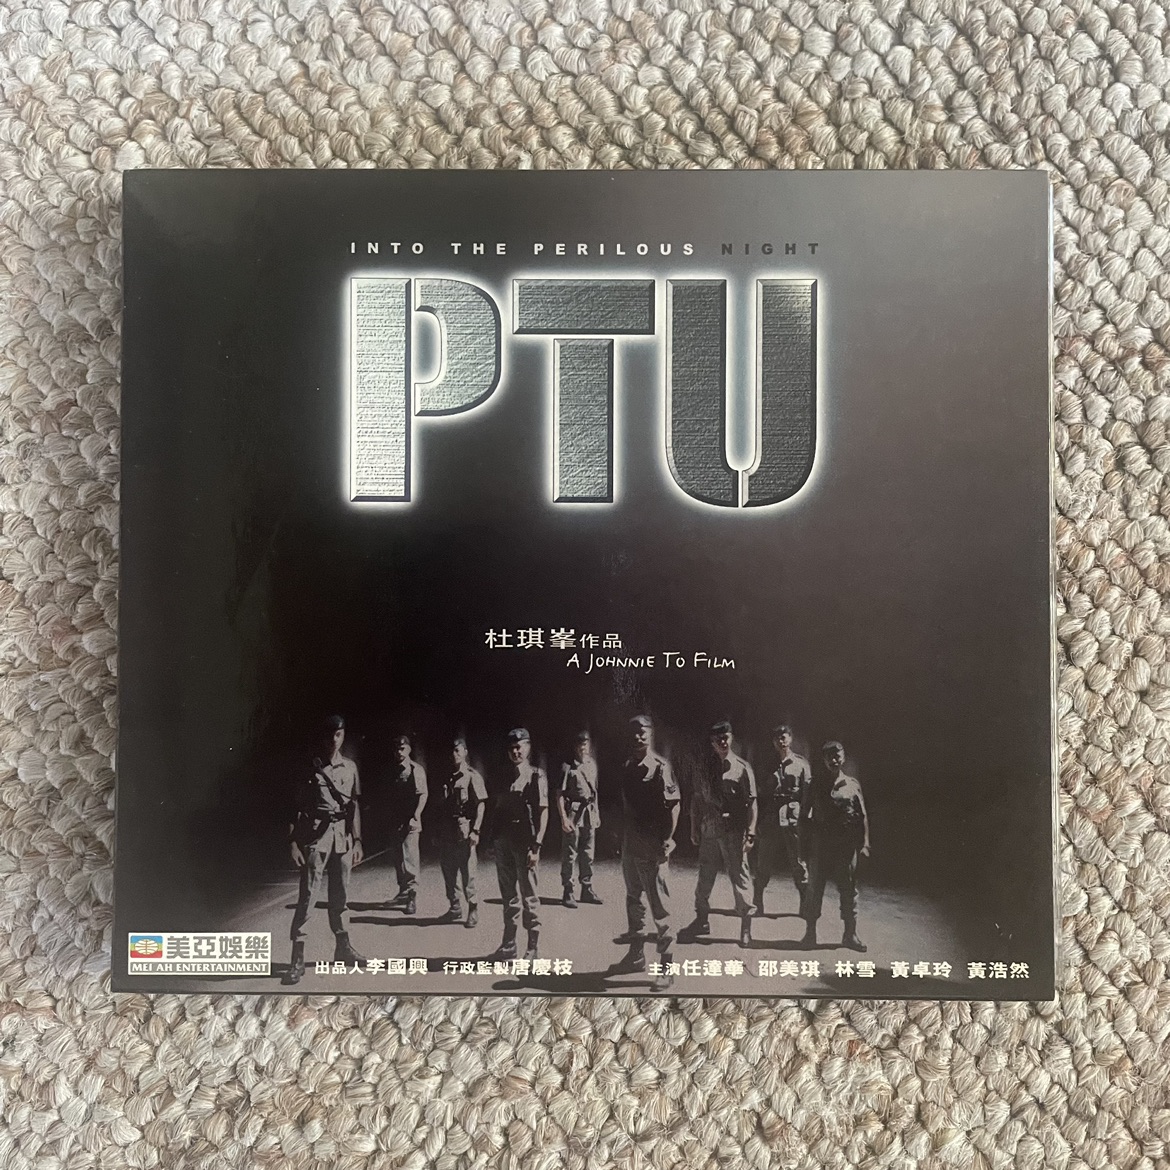 INTO THE PERILOUS NIGHT
PTU
杜琪峯作品
A JOHNNIE TO FILM
美亞娛樂
MEI AH ENTERTAINMENT
出品人李國興 行政監製唐慶枝
主演任達華 邵美琪 林雪 黃卓玲 黃浩然